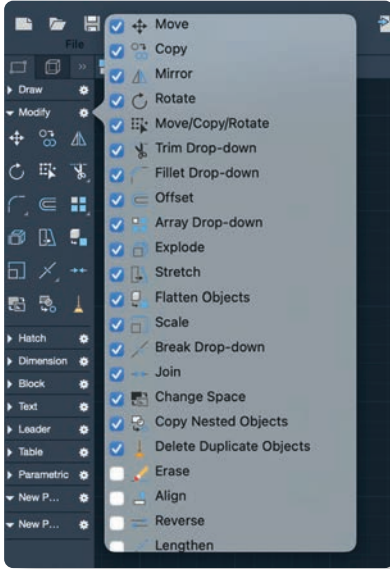 File
Draw
Modify
Hatch
Dimension
Block
Text
Leader
Table
Parametric
New P...
New P...
Move
Copy
Mirror
Rotate
Move/Copy/Rotate
Trim Drop-down
Fillet Drop-down
Offset
Array Drop-down
Explode
Stretch
Flatten Objects
Scale
Break Drop-down
Join
Change Space
Copy Nested Objects
Delete Duplicate Objects
Erase
Align
Reverse
Lengthen